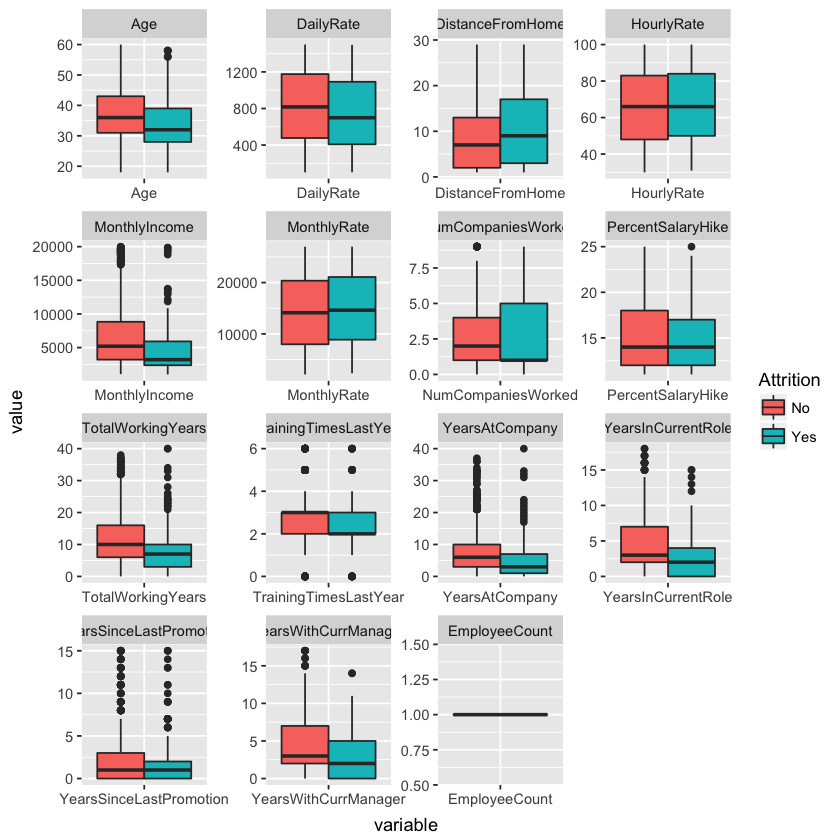 Age
DailyRate
DistanceFromHome
HourlyRate
60
50
40
30
20
1200
800
400
30
20
10
0
100
80
60
40
Age
DailyRate
DistanceFromHome
HourlyRate
MonthlyIncome
MonthlyRate
umCompaniesWorke
PercentSalaryHike
20000
15000
10000
5000
20000
10000
7.5
5.0
2.5
0.0
25
20
15
MonthlyIncome
MonthlyRate
NumCompaniesWorked
PercentSalaryHike
value
Attrition
No
Yes
TotalWorkingYears
rainingTimesLastYe
YearsAtCompany
YearsInCurrentRole
40
30
20
10
0
6
4
2
0
40
30
20
10
0
15
10
5
0
TotalWorkingYears
TrainingTimesLastYear
YearsAtCompany
YearsInCurrentRole
arsSinceLastPromot
earsWithCurrManag
EmployeeCount
15
10
5
0
15
10
5
0
1.50
1.25
1.00
0.75
0.50
YearsSinceLastPromotion
YearsWithCurrManager
EmployeeCount
variable